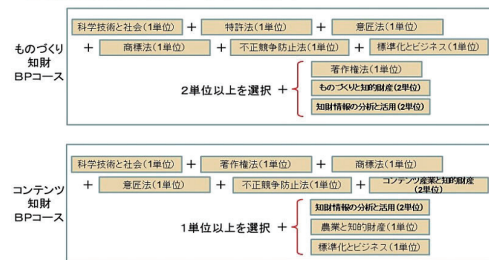 科学技術と社会(1単位) + 特許法(1単位) + 意匠法(1単位)
ものづくり
知財
BPコース
+ 商標法(1単位) + 不正競争防止法(1単位) + 標準化とビジネス(1単位)
2単位以上を選択 +
著作権法(1単位)
ものづくりと知的財産(2単位)
知財情報の分析と活用(2単位)
科学技術と社会(1単位) + 著作権法(1単位) + 商標法(1単位)
コンテンツ
知財
BPコース
+ 意匠法(1単位) + 不正競争防止法(1単位) + コンテンツ産業と知的財産
(2単位)
1単位以上を選択 +
知財情報の分析と活用(2単位)
農業と知的財産(1単位)
標準化とビジネス(1単位)